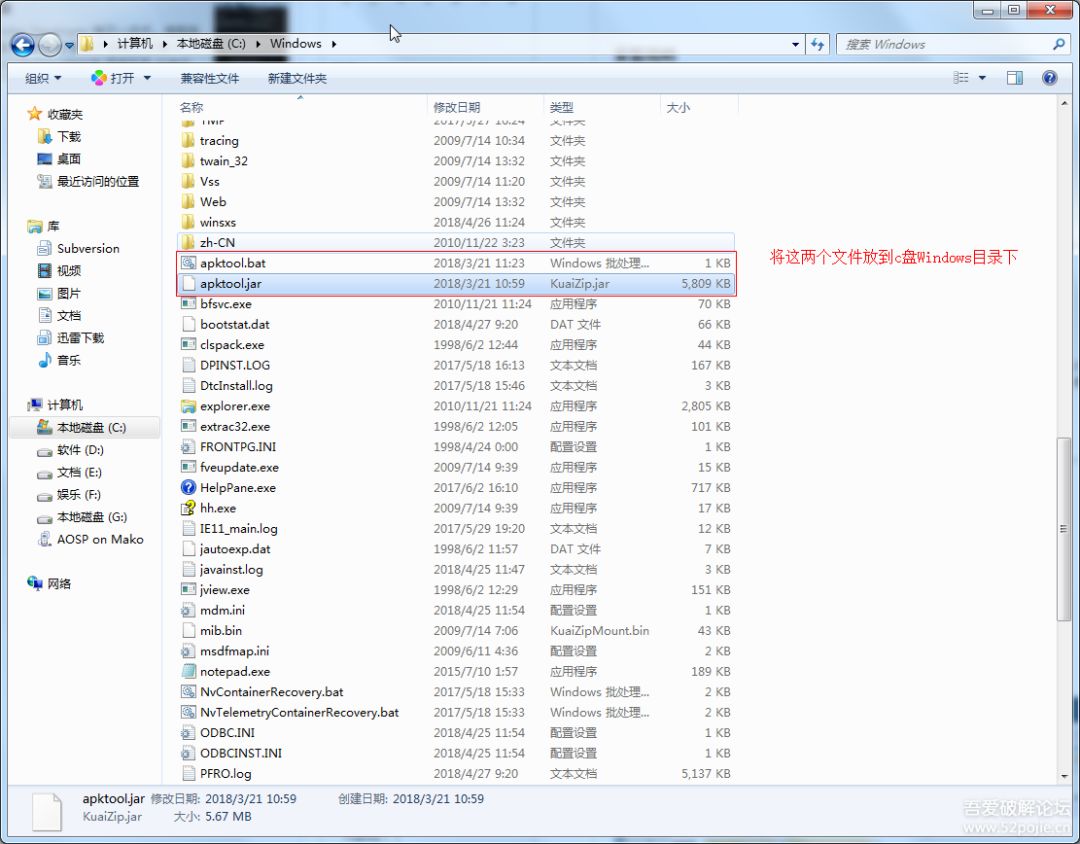 计算机 本地磁盘 (C:) Windows
搜索 Windows
组织 打开 兼容性文件 新建文件夹
收藏夹
下载
桌面
最近访问的位置
库
Subversion
视频
图片
文档
迅雷下载
音乐
计算机
本地磁盘 (C:)
软件 (D:)
文档 (E:)
娱乐 (F:)
本地磁盘 (G:)
AOSP on Mako
网络
名称 修改日期 类型 大小
TMP 2017/5/27 16:24 文件夹
tracing 2009/7/14 10:34 文件夹
twain_32 2009/7/14 13:32 文件夹
Vss 2009/7/14 11:20 文件夹
Web 2009/7/14 13:32 文件夹
winsxs 2018/4/26 11:24 文件夹
zh-CN 2010/11/22 3:23 文件夹
apktool.bat 2018/3/21 11:23 Windows 批处理... 1 KB
apktool.jar 2018/3/21 10:59 KuaiZip.jar 5,809 KB
bfsvc.exe 2010/11/21 11:24 应用程序 70 KB
bootstat.dat 2018/4/27 9:20 DAT 文件 66 KB
clspack.exe 1998/6/2 12:44 应用程序 44 KB
DPINST.LOG 2017/5/18 16:13 文本文档 167 KB
DtcInstall.log 2017/5/18 15:46 文本文档 3 KB
explorer.exe 2010/11/21 11:24 应用程序 2,805 KB
extrac32.exe 1998/6/2 12:05 应用程序 101 KB
FRONTPG.INI 1998/4/24 0:00 配置设置 1 KB
fveupdate.exe 2009/7/14 9:39 应用程序 15 KB
HelpPane.exe 2017/6/2 16:10 应用程序 717 KB
hh.exe 2009/7/14 9:39 应用程序 17 KB
IE11_main.log 2017/5/29 19:20 文本文档 12 KB
jautoexp.dat 1998/6/2 11:57 DAT 文件 7 KB
javainst.log 2018/4/25 11:47 文本文档 3 KB
jview.exe 1998/6/2 12:29 应用程序 151 KB
mdm.ini 2018/4/25 11:54 配置设置 1 KB
mib.bin 2009/7/14 7:06 KuaiZipMount.bin 43 KB
msdfmap.ini 2009/6/11 4:36 配置设置 2 KB
notepad.exe 2015/7/10 1:57 应用程序 189 KB
NvContainerRecovery.bat 2017/5/18 15:33 Windows 批处理... 2 KB
NvTelemetryContainerRecovery.bat 2017/5/18 15:33 Windows 批处理... 2 KB
ODBC.INI 2018/4/25 11:54 配置设置 1 KB
ODBCINST.INI 2018/4/25 11:54 配置设置 1 KB
PFRO.log 2018/4/27 9:20 文本文档 5,137 KB
将这两个文件放到c盘Windows目录下
apktool.jar 修改日期: 2018/3/21 10:59 创建日期: 2018/3/21 10:59
KuaiZip.jar 大小: 5.67 MB
吾爱破解论坛
www.52pojie.cn